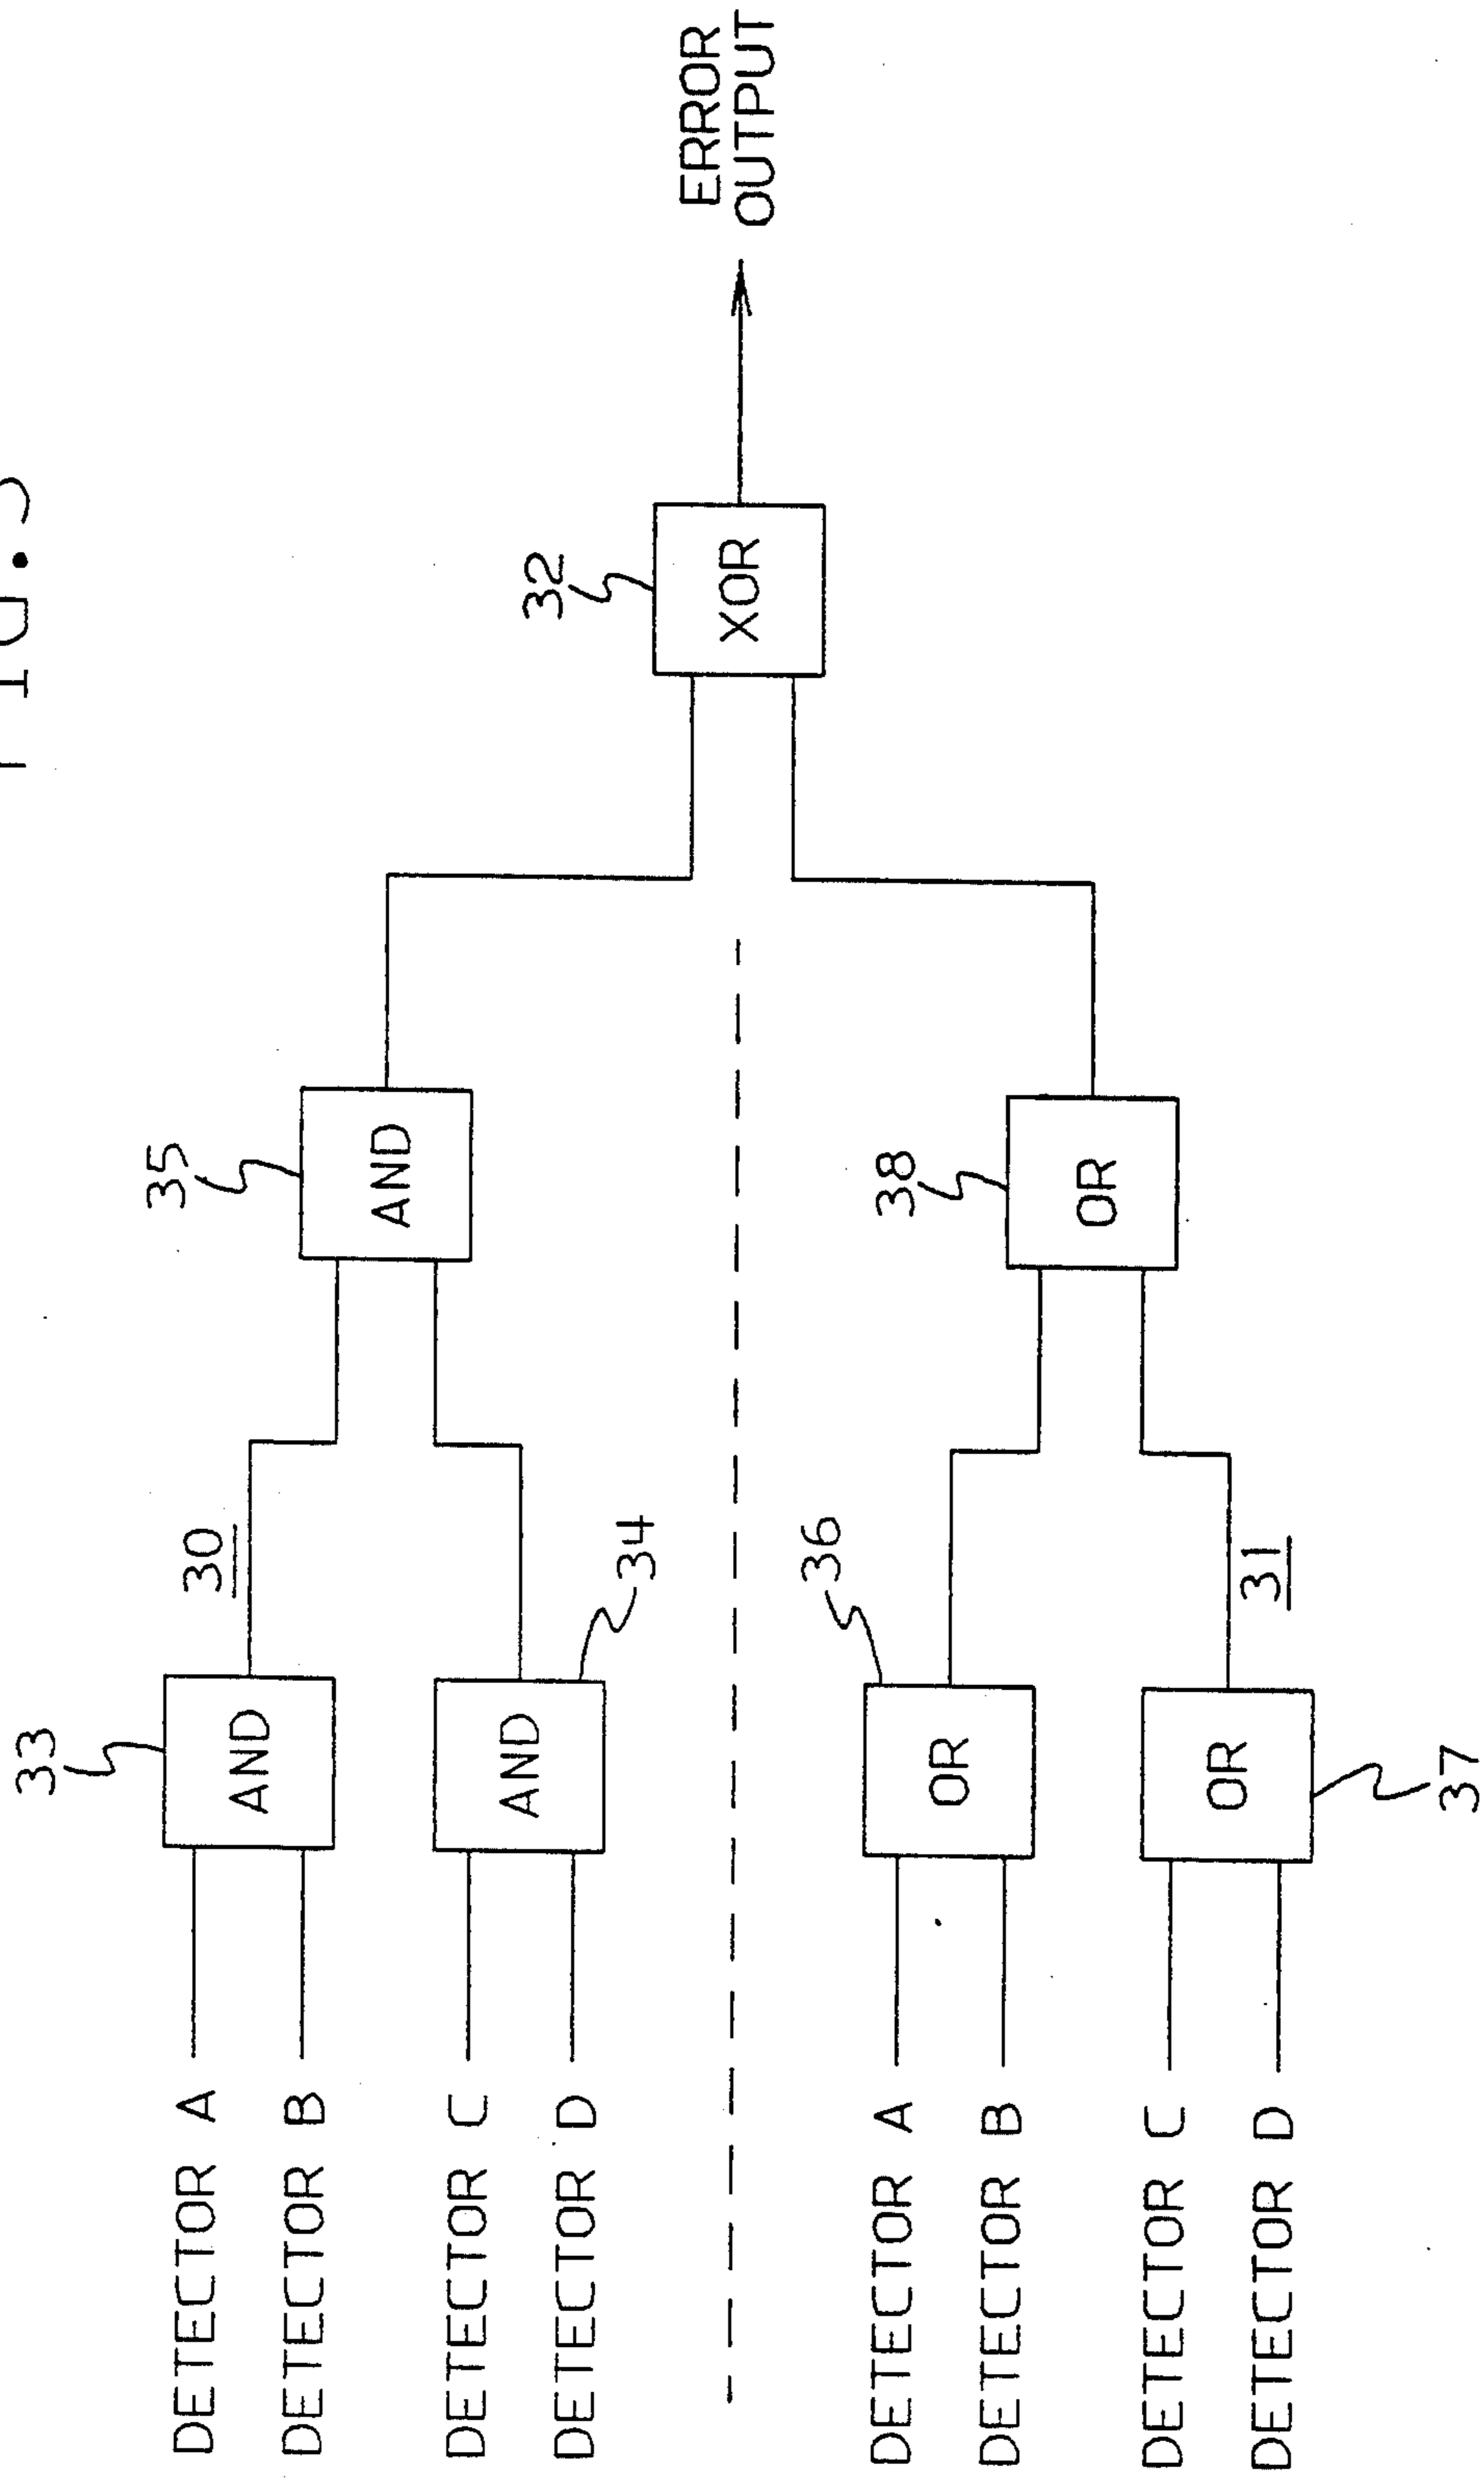 FIG.
33
30
35
DETECTOR A
AND
DETECTOR B
AND
DETECTOR C
AND
DETECTOR D
34
32
XOR
ERROR
OUTPUT
36
38
DETECTOR A
OR
DETECTOR B
OR
DETECTOR C
OR
DETECTOR D
31
37